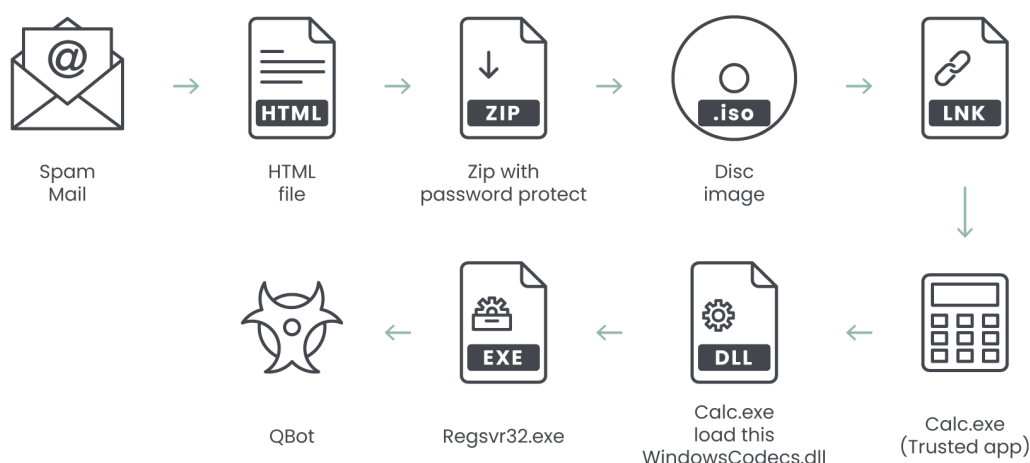 @
HTML
ZIP
.iso
LNK
Spam
Mail
HTML
file
Zip with
password protect
Disc
image
EXE
DLL
QBot
Regsvr32.exe
Calc.exe
load this
WindowsCodecs.dll
Calc.exe
(Trusted app)